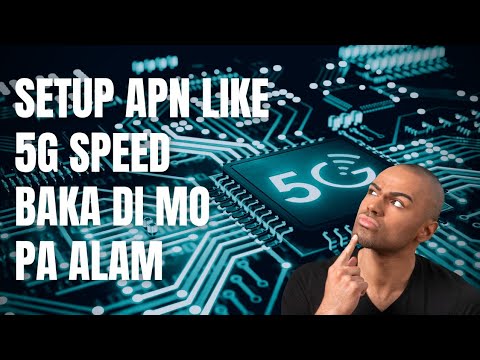 SETUP APN LIKE
5G SPEED
BAKA DI MO
PA ALAM
5G